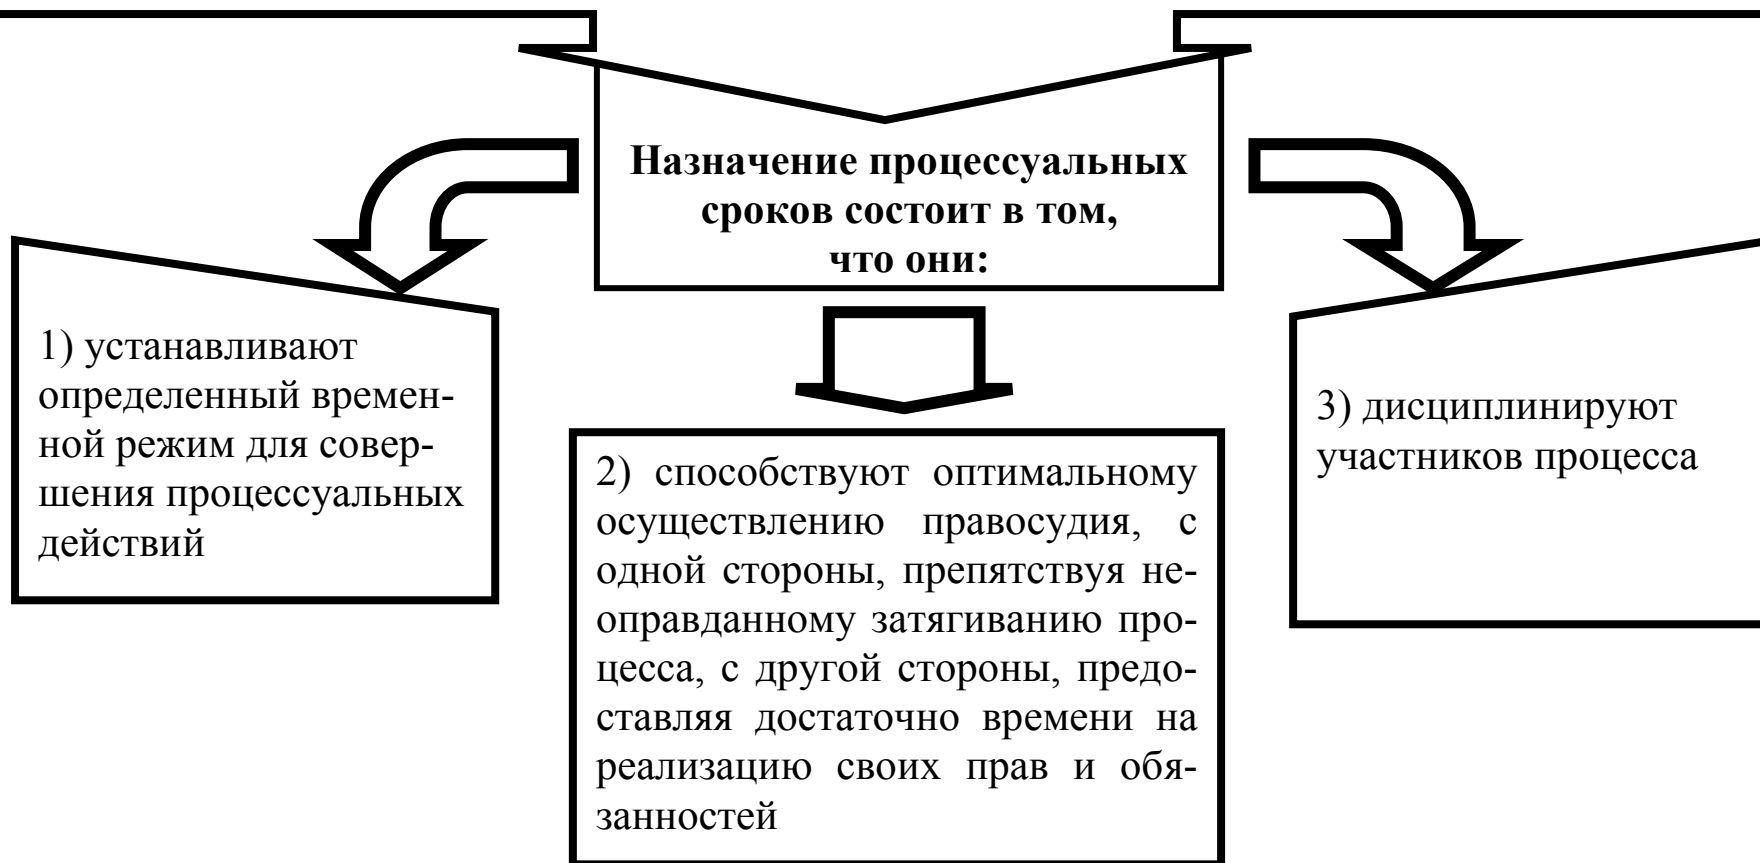 Назначение процессуальных
сроков состоит в том,
что они:
1) устанавливают
определенный времен-
ной режим для совер-
шения процессуальных
действий
2) способствуют оптимальному
осуществлению правосудия, с
одной стороны, препятствуя не-
оправданному затягиванию про-
цесса, с другой стороны, предо-
ставляя достаточно времени на
реализацию своих прав и обя-
занностей
3) дисциплинируют
участников процесса